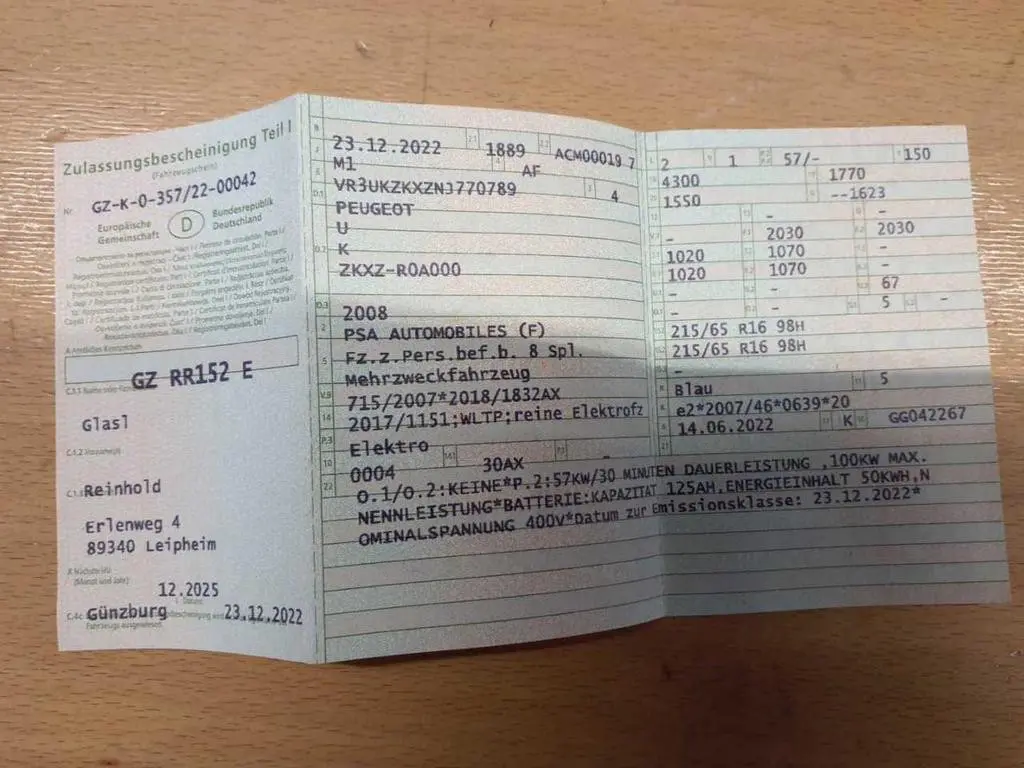 Zulassungsbescheinigung Teil I
(Fahrzeugschein)
Nr. GZ-K-0-357/22-00042
Europäische Gemeinschaft
D
Bundesrepublik Deutschland
GZ RR152 E
Glasl
Reinhold
Erlenweg 4
89340 Leipheim
(Monat und Jahr)
12.2025
Günzburg 23.12.2022
23.12.2022 1889 ACM00019 7
M1 AF
VR3UKZKXZNJ770789 4
PEUGEOT
U
K
ZKXZ-R0A000
2008
PSA AUTOMOBILES (F)
Fz.z.Pers.bef.b. 8 Spl.
Mehrzweckfahrzeug
715/2007*2018/1832AX
2017/1151;WLTP;reine Elektrofz
Elektro -
0004 30AX
2 1 57/- 150
4300 1770
1550 --1623
- -
- 2030 2030
1020 1070 -
1020 1070 -
- - 67
- - 5 -
215/65 R16 98H
215/65 R16 98H
-
Blau 5
e2*2007/46*0639*20
14.06.2022 K GG042267
O.1/O.2:KEINE*P.2:57KW/30 MINUTEN DAUERLEISTUNG ,100KW MAX.
NENNLEISTUNG*BATTERIE:KAPAZITAT 125AH,ENERGIEINHALT 50KWH,N
OMINALSPANNUNG 400V*Datum zur Emissionsklasse: 23.12.2022*